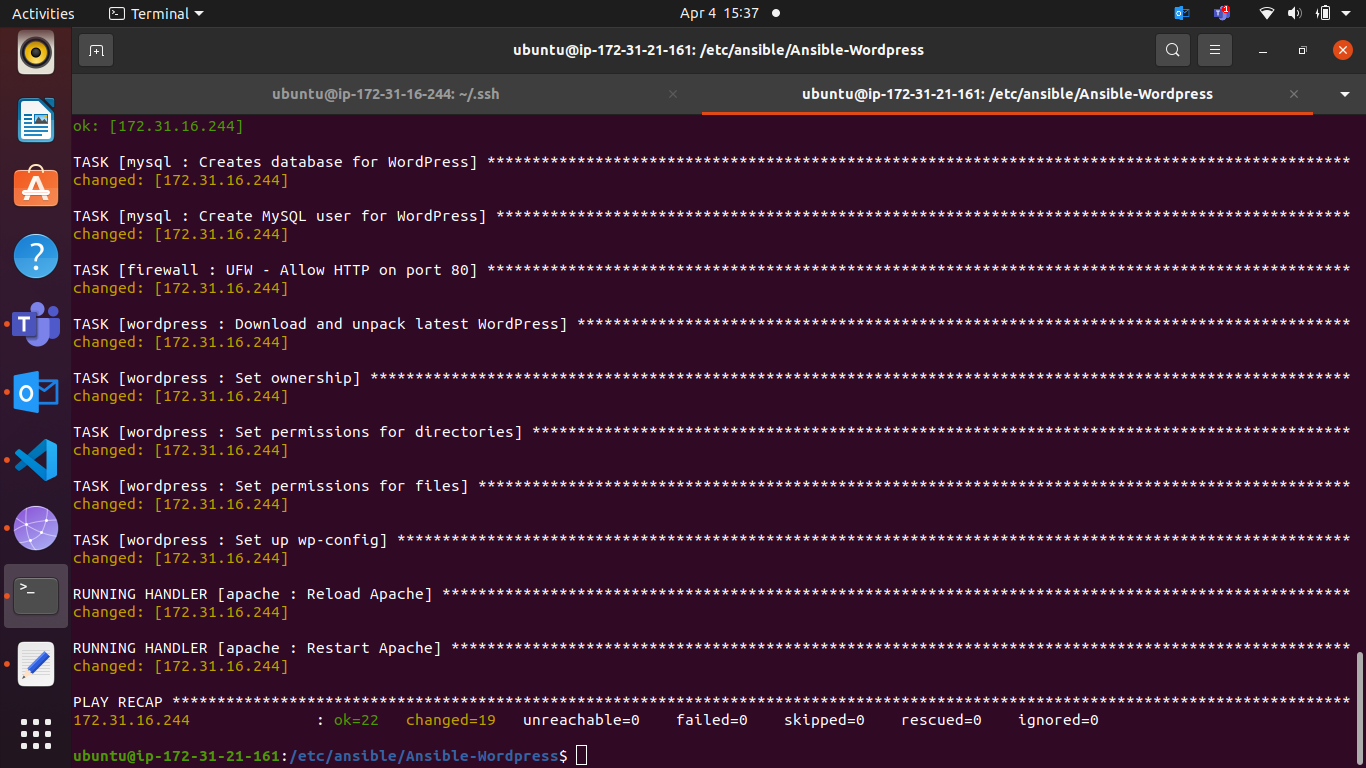 Activities
Terminal
Apr 4 15:37
1
ubuntu@ip-172-31-21-161: /etc/ansible/Ansible-Wordpress
ubuntu@ip-172-31-16-244: ~/.ssh
ubuntu@ip-172-31-21-161: /etc/ansible/Ansible-Wordpress
ok: [172.31.16.244]
TASK [mysql : Creates database for WordPress] ************************************************************************************************
changed: [172.31.16.244]
TASK [mysql : Create MySQL user for WordPress] ***********************************************************************************************
changed: [172.31.16.244]
TASK [firewall : UFW - Allow HTTP on port 80] ************************************************************************************************
changed: [172.31.16.244]
TASK [wordpress : Download and unpack latest WordPress] **************************************************************************************
changed: [172.31.16.244]
TASK [wordpress : Set ownership] *************************************************************************************************************
changed: [172.31.16.244]
TASK [wordpress : Set permissions for directories] *******************************************************************************************
changed: [172.31.16.244]
TASK [wordpress : Set permissions for files] *************************************************************************************************
changed: [172.31.16.244]
TASK [wordpress : Set up wp-config] **********************************************************************************************************
changed: [172.31.16.244]
RUNNING HANDLER [apache : Reload Apache] *****************************************************************************************************
changed: [172.31.16.244]
RUNNING HANDLER [apache : Restart Apache] ****************************************************************************************************
changed: [172.31.16.244]
PLAY RECAP ***********************************************************************************************************************************
172.31.16.244 : ok=22 changed=19 unreachable=0 failed=0 skipped=0 rescued=0 ignored=0
ubuntu@ip-172-31-21-161:/etc/ansible/Ansible-Wordpress$